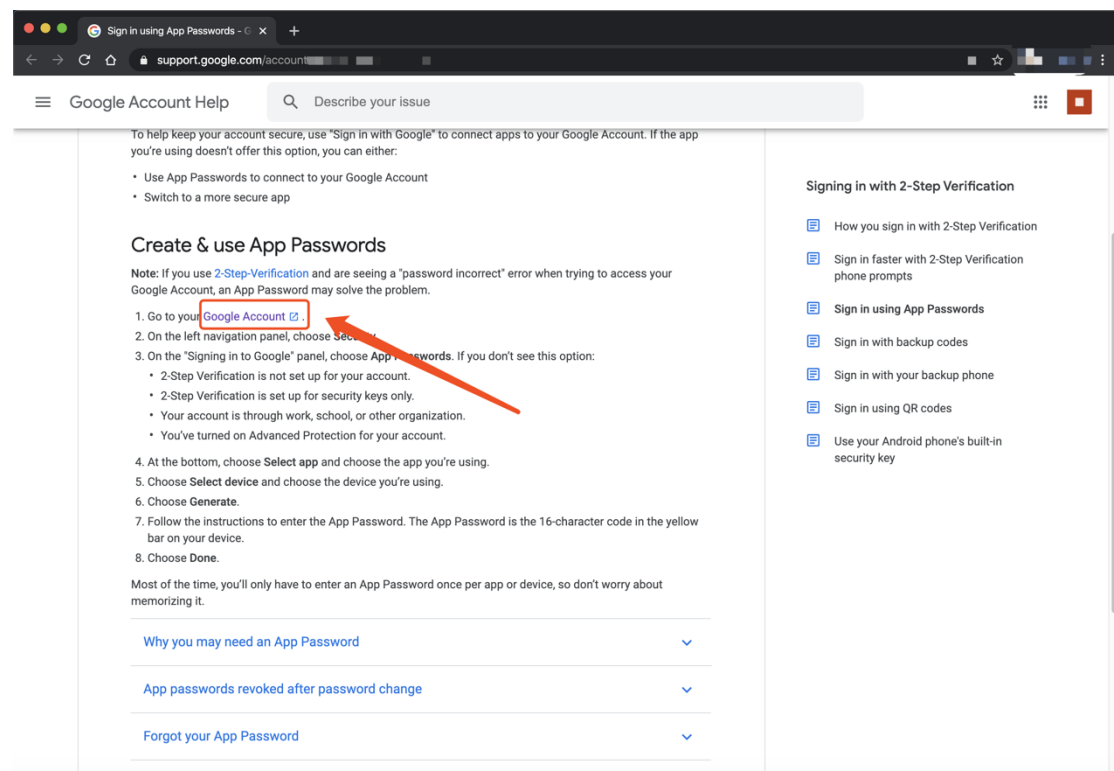 Sign in using App Passwords - G
support.google.com/account
Google Account Help
Describe your issue
To help keep your account secure, use "Sign in with Google" to connect apps to your Google Account. If the app
you're using doesn't offer this option, you can either:
• Use App Passwords to connect to your Google Account
• Switch to a more secure app
Create & use App Passwords
Note: If you use 2-Step-Verification and are seeing a "password incorrect" error when trying to access your
Google Account, an App Password may solve the problem.
1. Go to your Google Account .
2. On the left navigation panel, choose Security.
3. On the "Signing in to Google" panel, choose App Passwords. If you don't see this option:
• 2-Step Verification is not set up for your account.
• 2-Step Verification is set up for security keys only.
• Your account is through work, school, or other organization.
• You've turned on Advanced Protection for your account.
4. At the bottom, choose Select app and choose the app you're using.
5. Choose Select device and choose the device you're using.
6. Choose Generate.
7. Follow the instructions to enter the App Password. The App Password is the 16-character code in the yellow
bar on your device.
8. Choose Done.
Most of the time, you'll only have to enter an App Password once per app or device, so don't worry about
memorizing it.
Why you may need an App Password
App passwords revoked after password change
Forgot your App Password
Signing in with 2-Step Verification
How you sign in with 2-Step Verification
Sign in faster with 2-Step Verification
phone prompts
Sign in using App Passwords
Sign in with backup codes
Sign in with your backup phone
Sign in using QR codes
Use your Android phone's built-in
security key